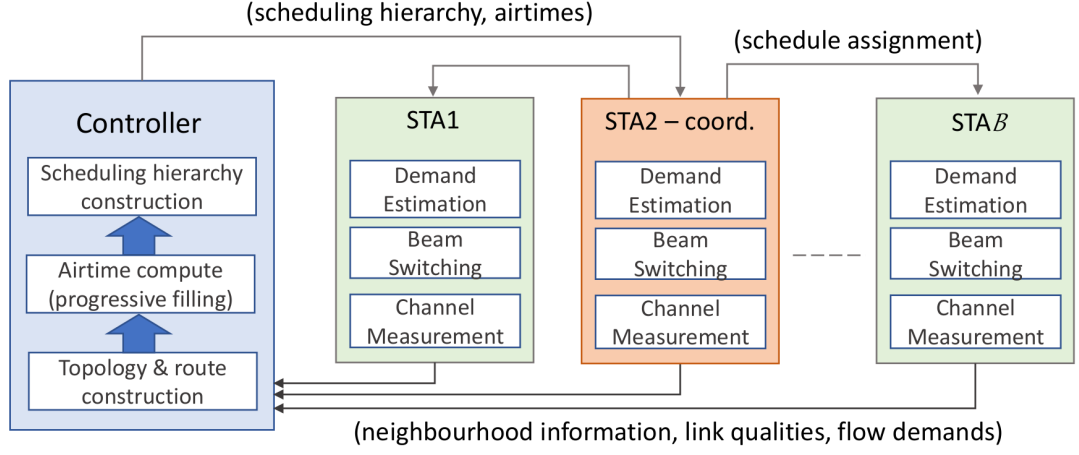 (scheduling hierarchy, airtimes)
(schedule assignment)
Controller
Scheduling hierarchy
construction
Airtime compute
(progressive filling)
Topology & route
construction
STA1
Demand
Estimation
Beam
Switching
Channel
Measurement
STA2 – coord.
Demand
Estimation
Beam
Switching
Channel
Measurement
STAB
Demand
Estimation
Beam
Switching
Channel
Measurement
(neighbourhood information, link qualities, flow demands)